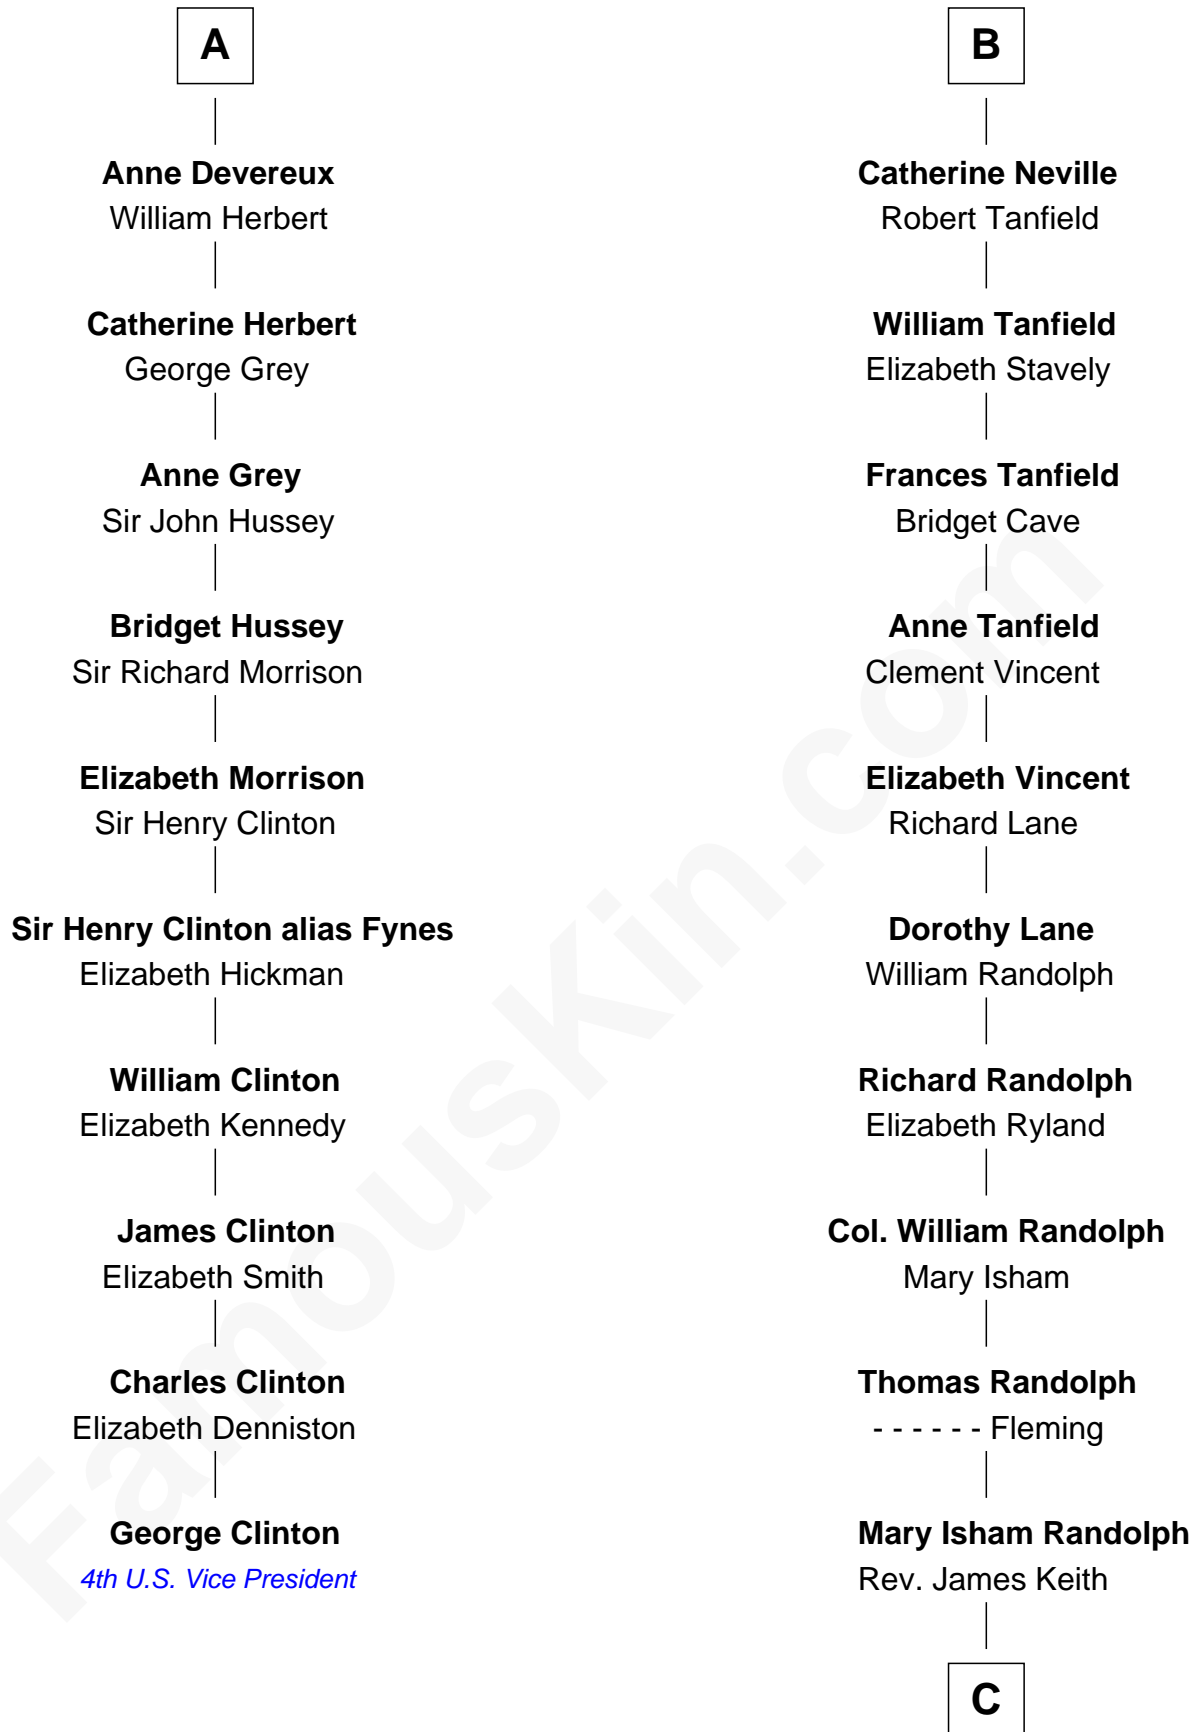 A
Anne Devereux
William Herbert
Catherine Herbert
George Grey
Anne Grey
Sir John Hussey
Bridget Hussey
Sir Richard Morrison
Elizabeth Morrison
Sir Henry Clinton
Sir Henry Clinton alias Fynes
Elizabeth Hickman
William Clinton
Elizabeth Kennedy
James Clinton
Elizabeth Smith
Charles Clinton
Elizabeth Denniston
George Clinton
4th U.S. Vice President
B
Catherine Neville
Robert Tanfield
William Tanfield
Elizabeth Stavely
Frances Tanfield
Bridget Cave
Anne Tanfield
Clement Vincent
Elizabeth Vincent
Richard Lane
Dorothy Lane
William Randolph
Richard Randolph
Elizabeth Ryland
Col. William Randolph
Mary Isham
Thomas Randolph
- - - - - - Fleming
Mary Isham Randolph
Rev. James Keith
C
FamousKin.com